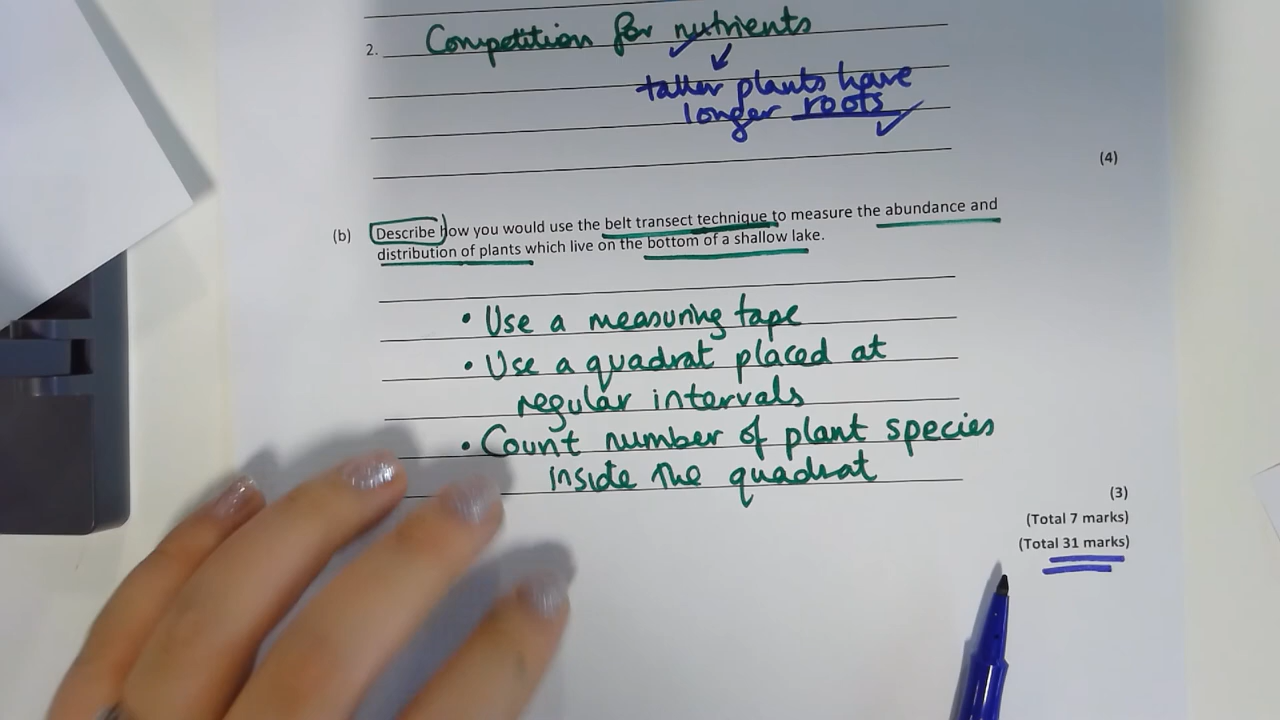 2. Competition for nutrients
taller plants have
longer roots
(4)
(b) Describe how you would use the belt transect technique to measure the abundance and
distribution of plants which live on the bottom of a shallow lake.
• Use a measuring tape
• Use a quadrat placed at
regular intervals
• Count number of plant species
inside the quadrat
(3)
(Total 7 marks)
(Total 31 marks)